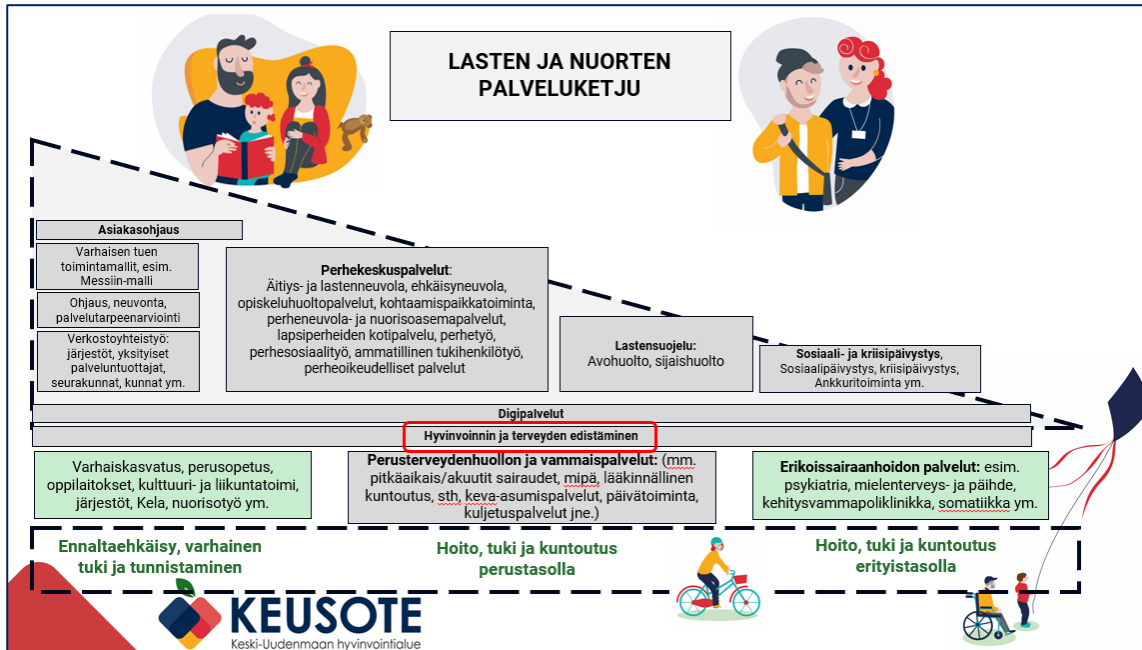 LASTEN JA NUORTEN
PALVELUKETJU
Asiakasohjaus
Varhaisen tuen
toimintamallit, esim.
Messiin-malli
Ohjaus, neuvonta,
palvelutarpeenarviointi
Verkostoyhteistyö:
järjestöt, yksityiset
palveluntuottajat,
seurakunnat, kunnat ym.
Perhekeskuspalvelut:
Äitiys- ja lastenneuvola, ehkäisyneuvola,
opiskeluhuoltopalvelut, kohtaamispaikkatoiminta,
perheneuvola- ja nuorisoasemapalvelut,
lapsiperheiden kotipalvelu, perhetyö,
perhesosiaalityö, ammatillinen tukihenkilötyö,
perheoikeudelliset palvelut
Lastensuojelu:
Avohuolto, sijaishuolto
Sosiaali- ja kriisipäivystys,
Sosiaalipäivystys, kriisipäivystys,
Ankkuritoiminta ym.
Digipalvelut
Hyvinvoinnin ja terveyden edistäminen
Varhaiskasvatus, perusopetus,
oppilaitokset, kulttuuri- ja liikuntatoimi,
järjestöt, Kela, nuorisotyö ym.
Perusterveydenhuollon ja vammaispalvelut: (mm.
pitkäaikais/akuutit sairaudet, mipä, lääkinnällinen
kuntoutus, sth, keva-asumispalvelut, päivätoiminta,
kuljetuspalvelut jne.)
Erikoissairaanhoidon palvelut: esim.
psykiatria, mielenterveys- ja päihde,
kehitysvammapoliklinikka, somatiikka ym.
Ennaltaehkäisy, varhainen
tuki ja tunnistaminen
Hoito, tuki ja kuntoutus
perustasolla
Hoito, tuki ja kuntoutus
erityistasolla
KEUSOTE
Keski-Uudenmaan hyvinvointialue